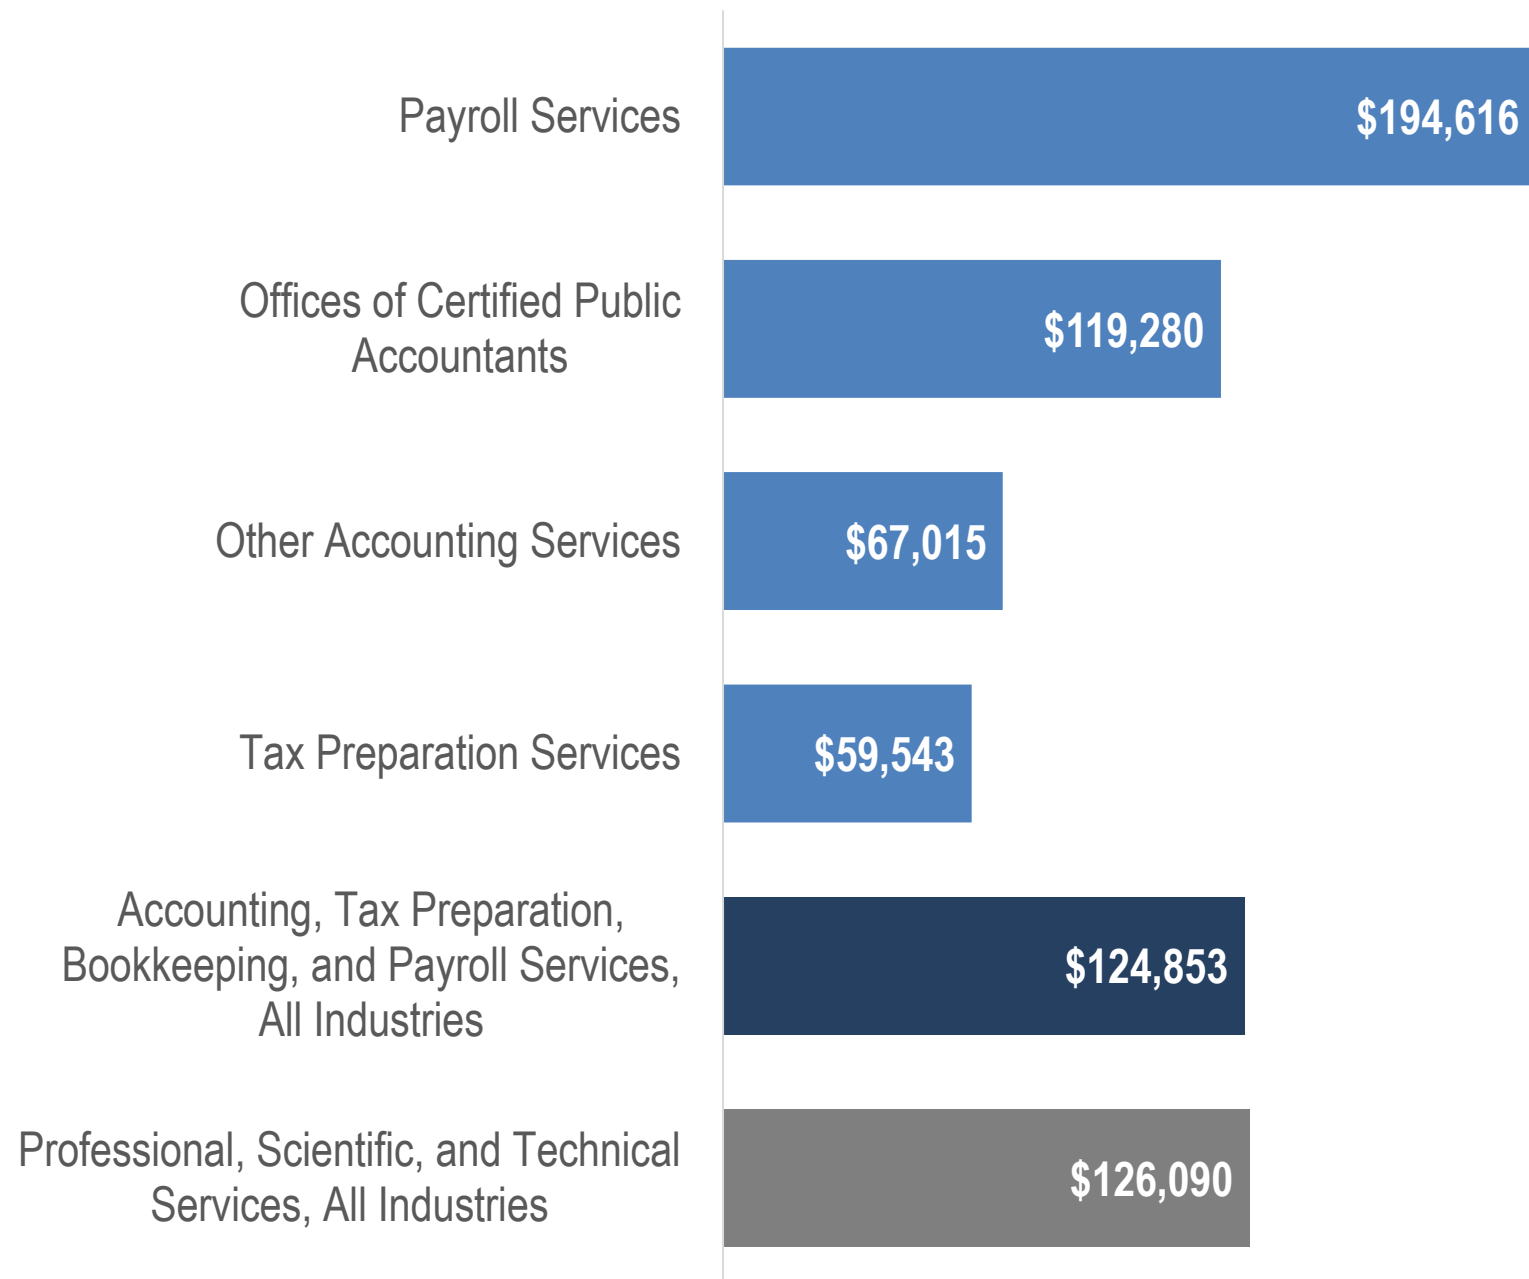 Payroll Services
$194,616
Offices of Certified Public
Accountants
$119,280
Other Accounting Services
$67,015
Tax Preparation Services
$59,543
Accounting, Tax Preparation,
Bookkeeping, and Payroll Services,
All Industries
$124,853
Professional, Scientific, and Technical
Services, All Industries
$126,090